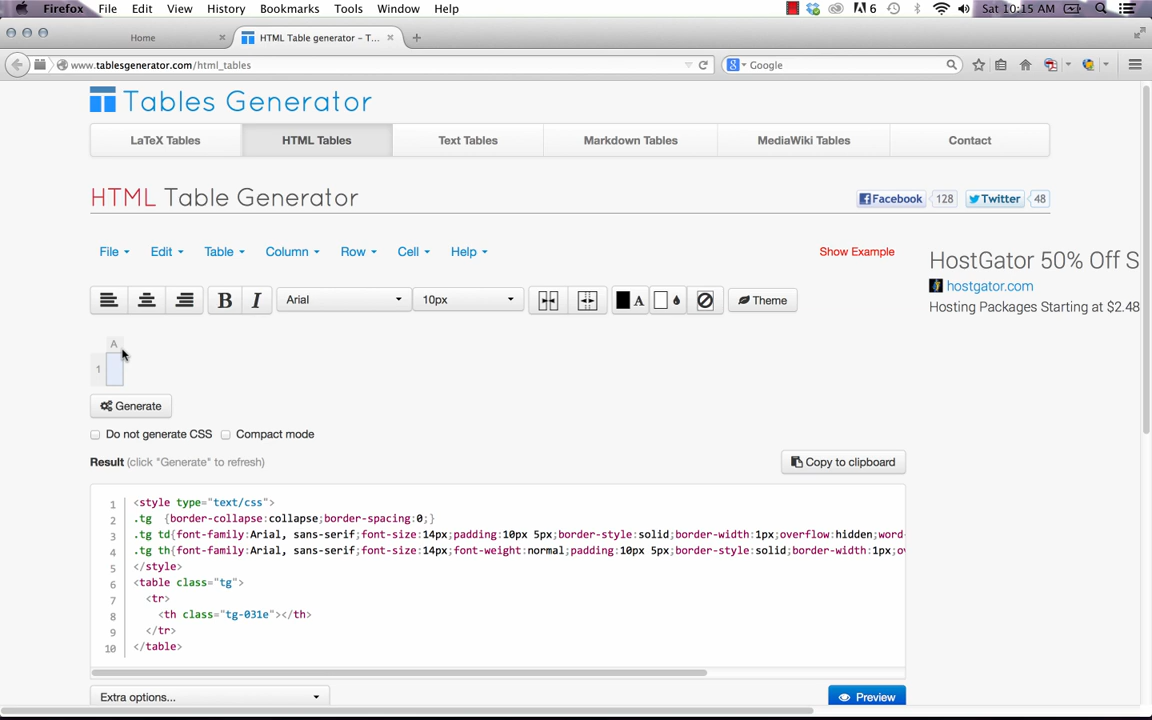 Firefox File Edit View History Bookmarks Tools Window Help 6 Sat 10:15 AM
Home HTML Table generator – T...
www.tablesgenerator.com/html_tables Google
Tables Generator
LaTeX Tables HTML Tables Text Tables Markdown Tables MediaWiki Tables Contact
HTML Table Generator Facebook 128 Twitter 48
File Edit Table Column Row Cell Help Show Example
HostGator 50% Off S
hostgator.com
Hosting Packages Starting at $2.48
B I Arial 10px A Theme
A
1
Generate
Do not generate CSS Compact mode
Result (click "Generate" to refresh) Copy to clipboard
1 <style type="text/css">
2 .tg {border-collapse:collapse;border-spacing:0;}
3 .tg td{font-family:Arial, sans-serif;font-size:14px;padding:10px 5px;border-style:solid;border-width:1px;overflow:hidden;word-
4 .tg th{font-family:Arial, sans-serif;font-size:14px;font-weight:normal;padding:10px 5px;border-style:solid;border-width:1px;ov
5 </style>
6 <table class="tg">
7 <tr>
8 <th class="tg-031e"></th>
9 </tr>
10 </table>
Extra options... Preview